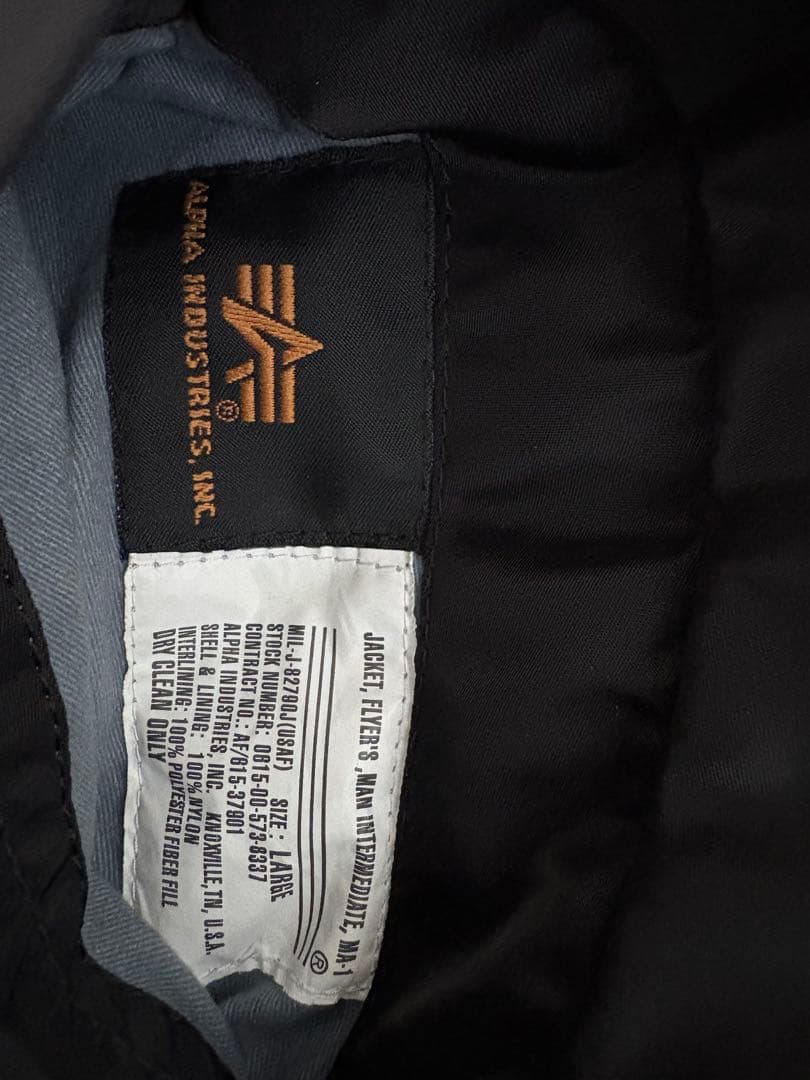 ALPHA INDUSTRIES, INC.
®
JACKET, FLYER'S ,MAN INTERMEDIATE, MA-1
®
MIL-J-82790J(USAF) SIZE: LARGE
STOCK NUMBER: 0815-00-573-8337
CONTRACT NO.: AF/815-37801
ALPHA INDUSTRIES, INC. KNOXVILLE, TN, U.S.A.
SHELL & LINING: 100% NYLON
INTERLINING: 100% POLYESTER FIBER FILL
DRY CLEAN ONLY